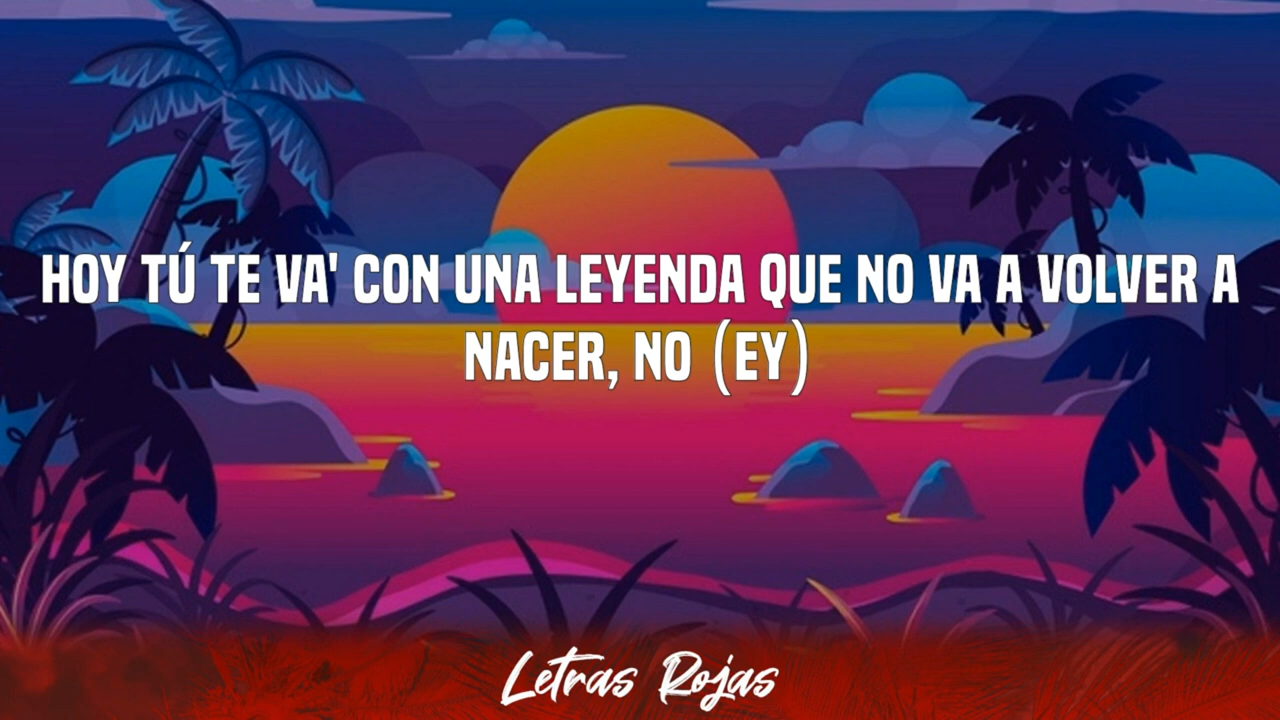 HOY TÚ TE VA' CON UNA LEYENDA QUE NO VA A VOLVER A
NACER, NO (EY)
Letras Rojas